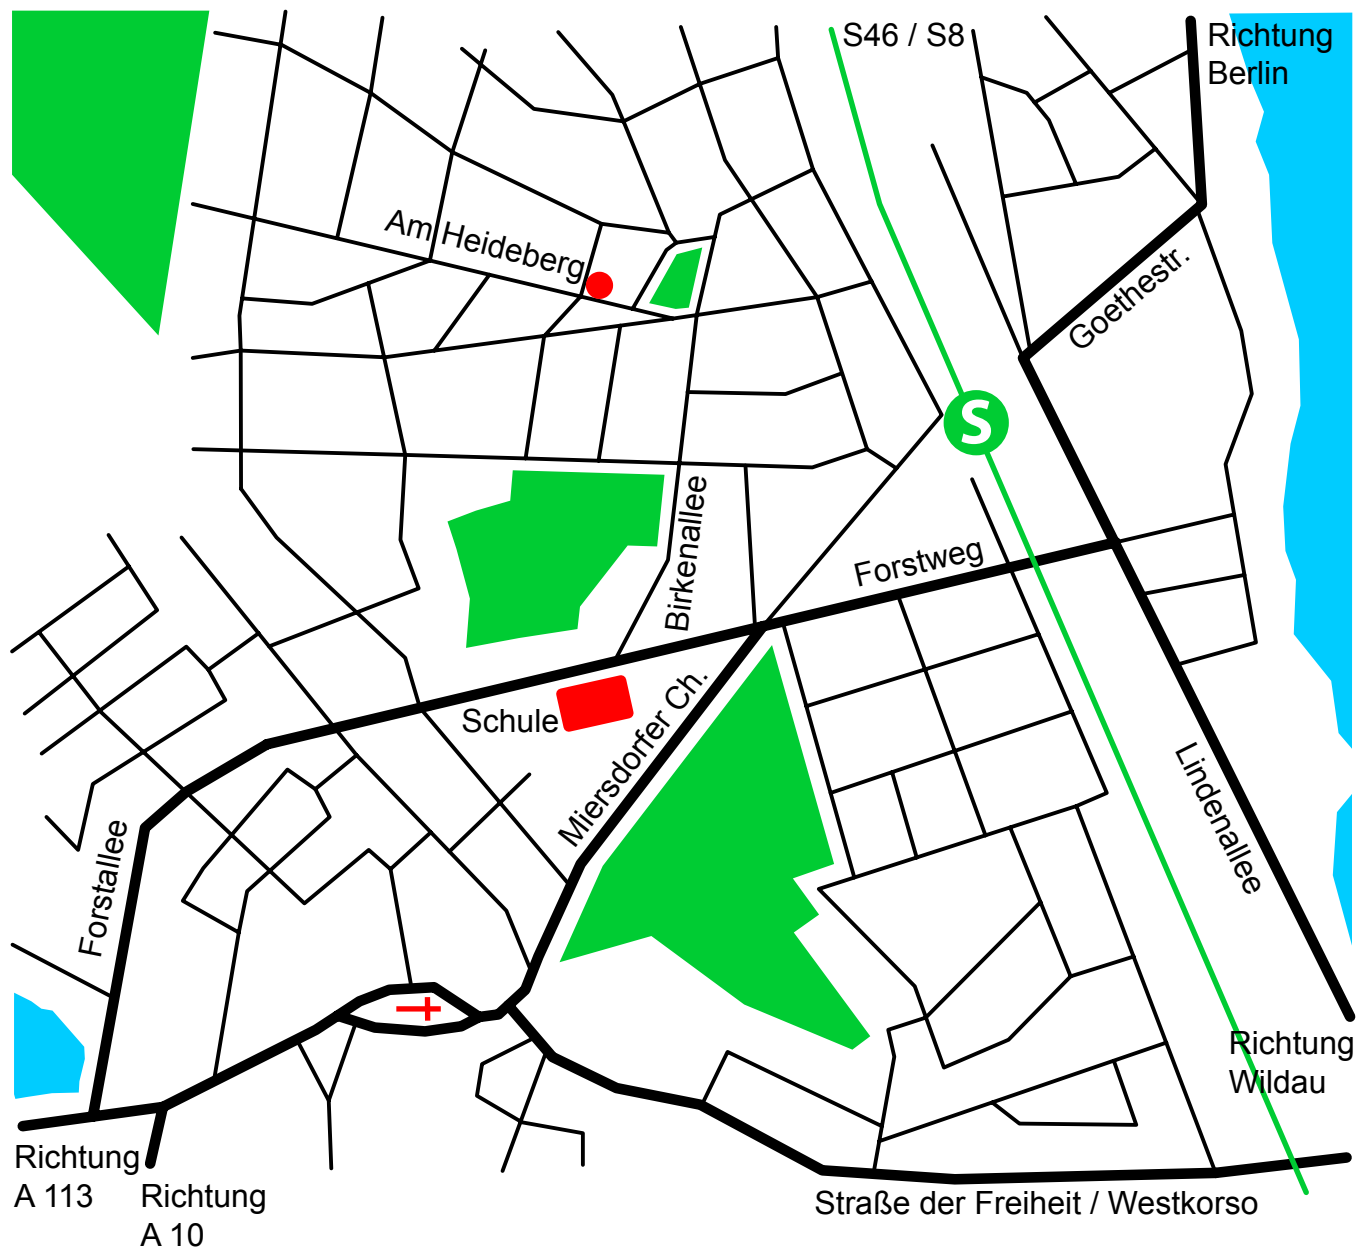 S46 / S8
Richtung
Berlin
Am Heideberg
Goethestr.
S
Birkenallee
Forstweg
Schule
Miersdorfer Ch.
Lindenallee
Forstallee
Richtung
Wildau
Richtung
A 113
Richtung
A 10
Straße der Freiheit / Westkorso